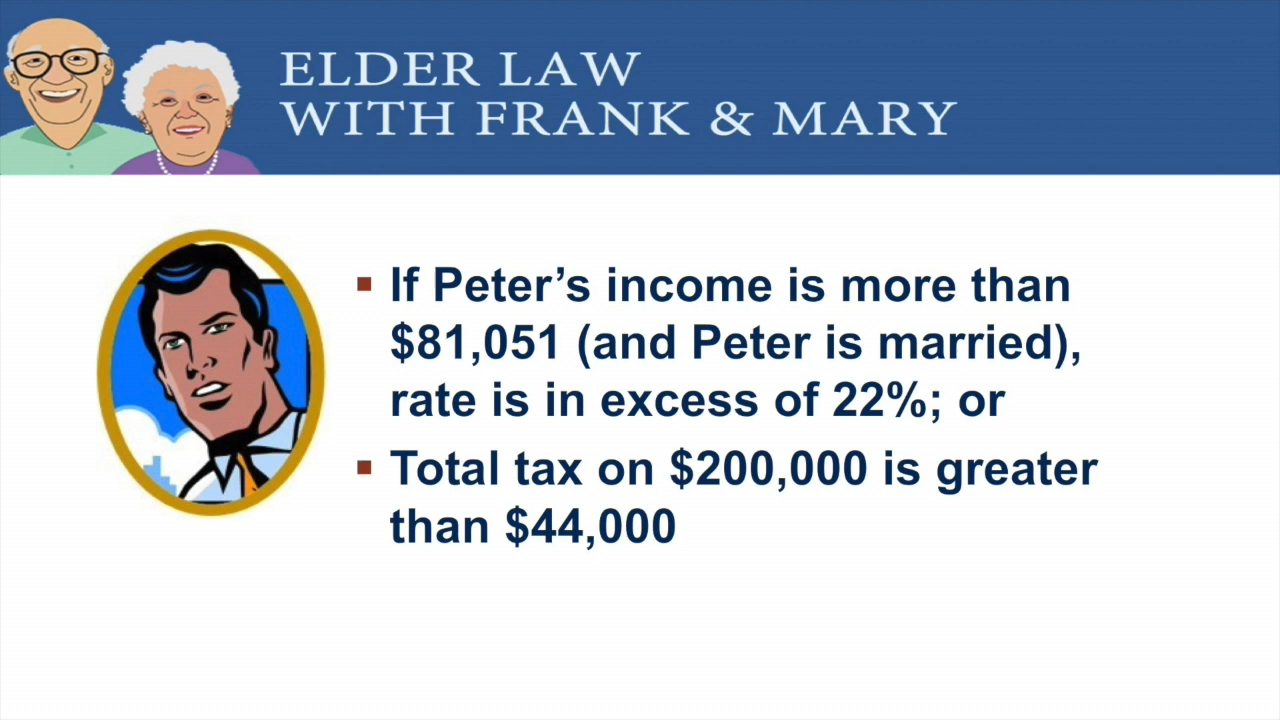 ELDER LAW
WITH FRANK & MARY
▪ If Peter’s income is more than
$81,051 (and Peter is married),
rate is in excess of 22%; or
▪ Total tax on $200,000 is greater
than $44,000